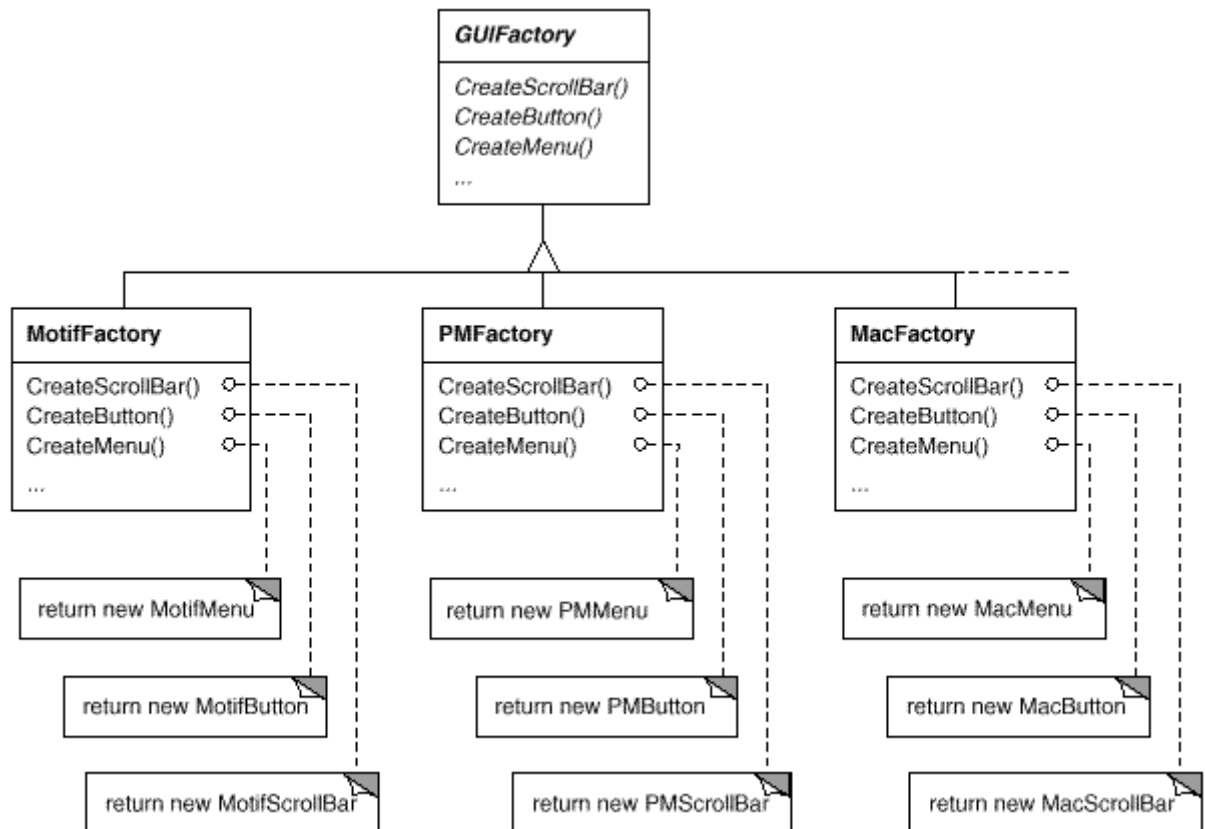 GUIFactory
CreateScrollBar()
CreateButton()
CreateMenu()
...
MotifFactory
CreateScrollBar()
CreateButton()
CreateMenu()
...
PMFactory
CreateScrollBar()
CreateButton()
CreateMenu()
...
MacFactory
CreateScrollBar()
CreateButton()
CreateMenu()
...
return new MotifMenu
return new PMMenu
return new MacMenu
return new MotifButton
return new PMButton
return new MacButton
return new MotifScrollBar
return new PMScrollBar
return new MacScrollBar